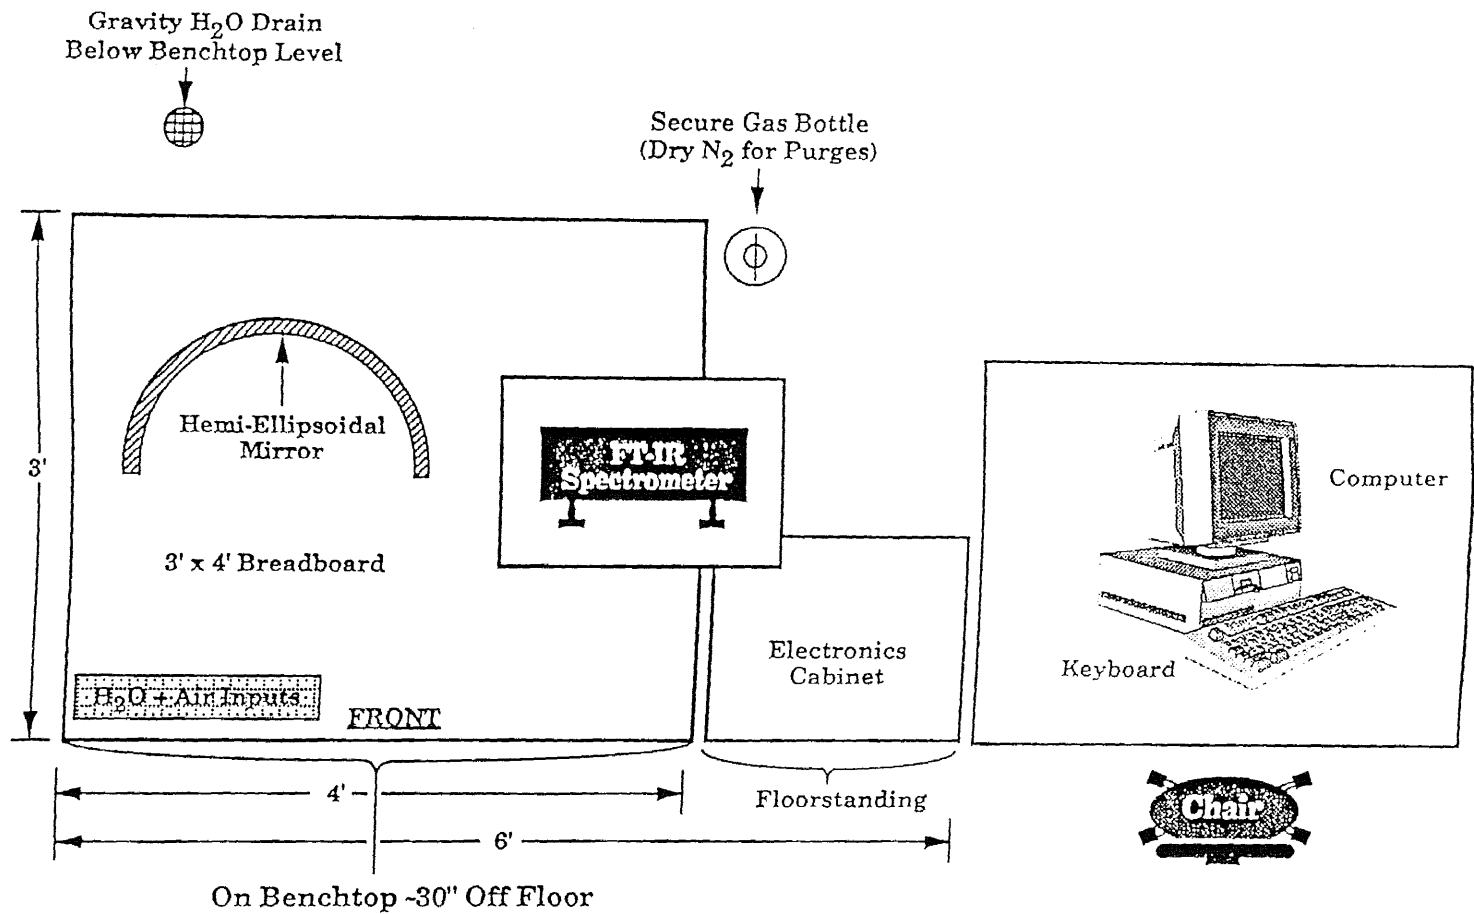 Gravity H2O Drain
Below Benchtop Level
Secure Gas Bottle
(Dry N2 for Purges)
Hemi-Ellipsoidal
Mirror
3'
FT-IR
Spectrometer
Computer
3' x 4' Breadboard
Electronics
Cabinet
Keyboard
H2O + Air Inputs
FRONT
4'
Floorstanding
Chair
6'
On Benchtop ~30" Off Floor